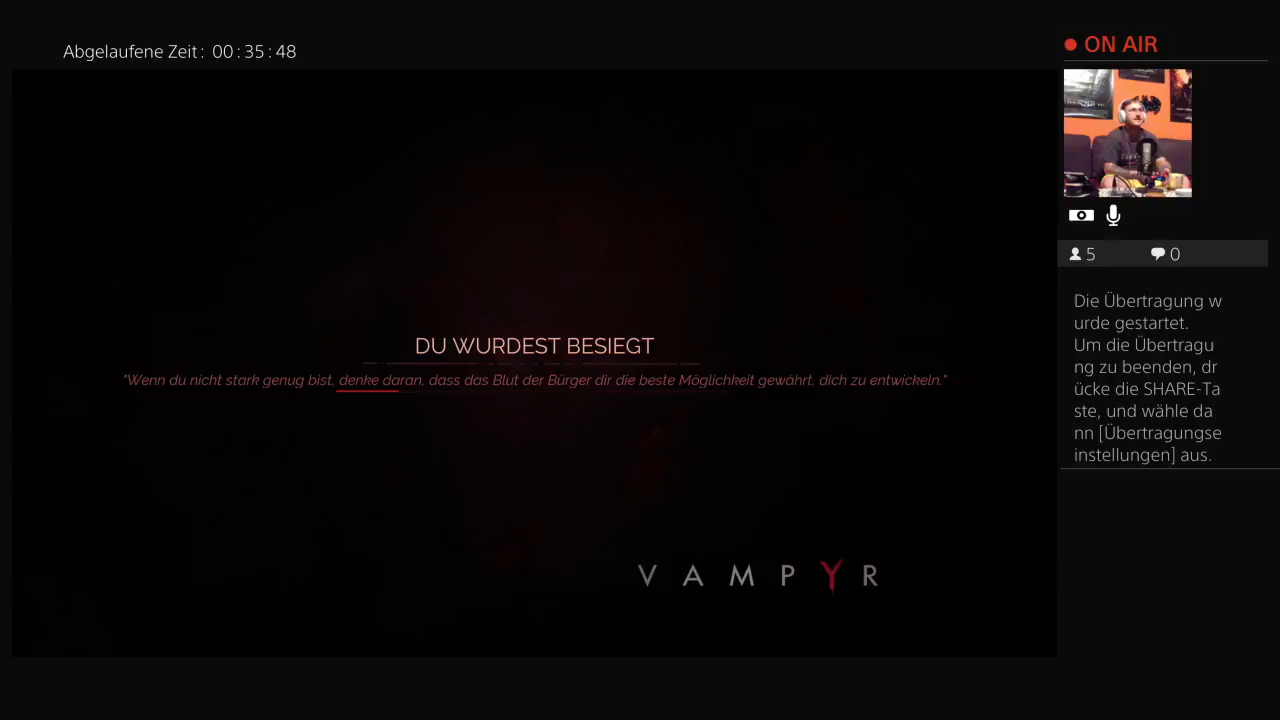 Abgelaufene Zeit: 00:35:48
ON AIR
5 0
DU WURDEST BESIEGT
"Wenn du nicht stark genug bist, denke daran, dass das Blut der Bürger dir die beste Möglichkeit gewährt, dich zu entwickeln."
VAMPYR
Die Übertragung w
urde gestartet.
Um die Übertragu
ng zu beenden, dr
ücke die SHARE-Ta
ste, und wähle da
nn [Übertragungse
instellungen] aus.